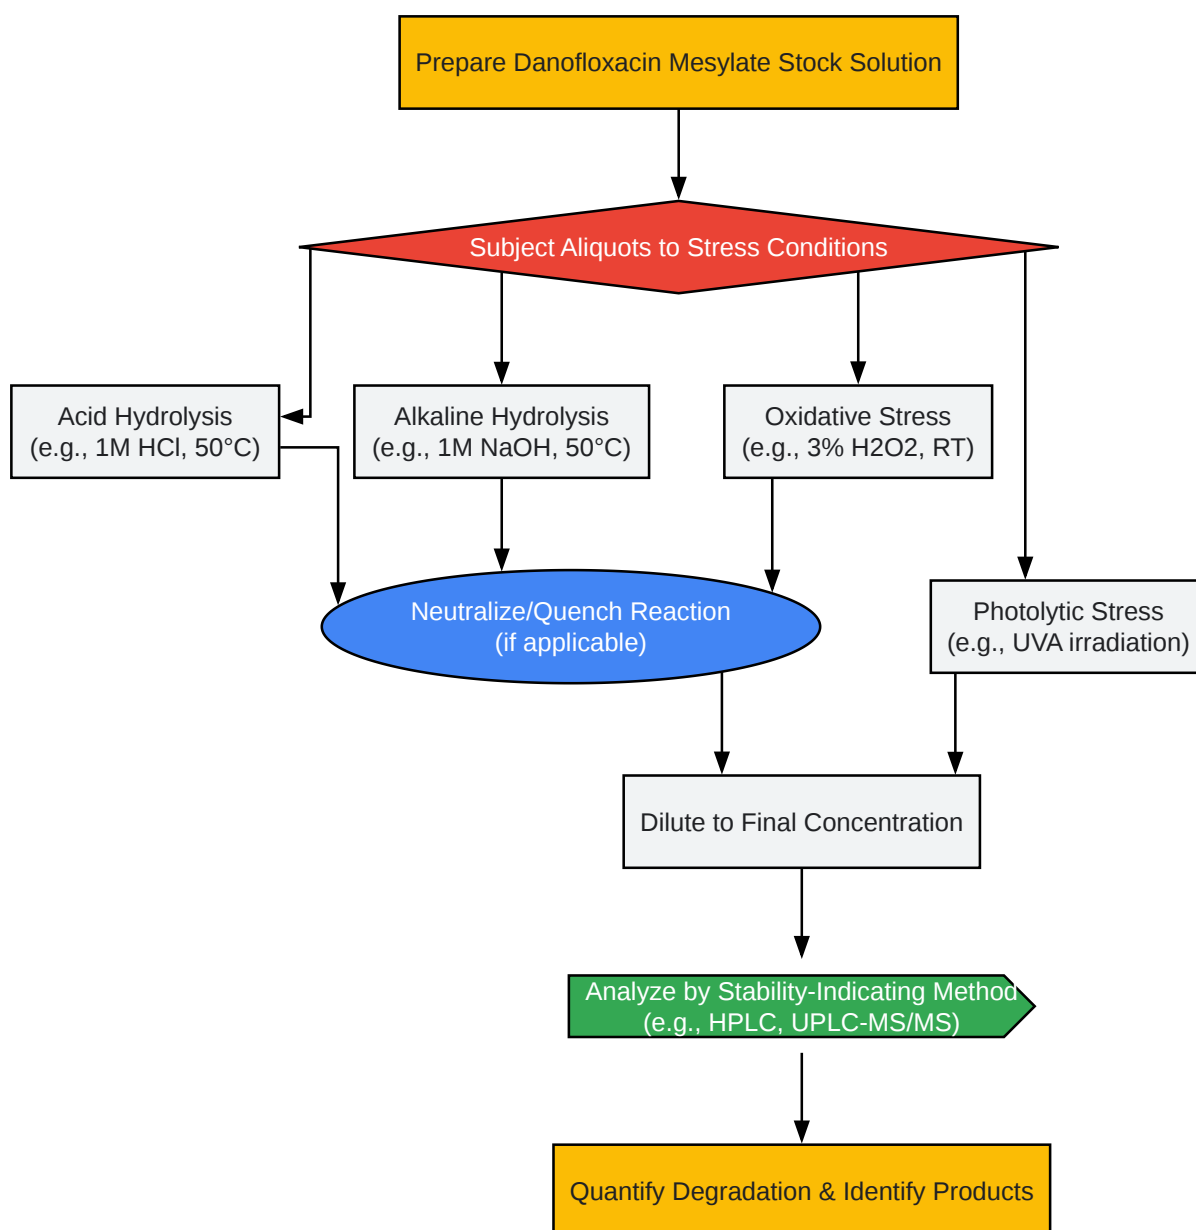 Prepare Danofloxacin Mesylate Stock Solution
Subject Aliquots to Stress Conditions
Acid Hydrolysis
(e.g., 1M HCl, 50°C)
Alkaline Hydrolysis
(e.g., 1M NaOH, 50°C)
Oxidative Stress
(e.g., 3% H2O2, RT)
Neutralize/Quench Reaction
(if applicable)
Photolytic Stress
(e.g., UVA irradiation)
Dilute to Final Concentration
Analyze by Stability-Indicating Method
(e.g., HPLC, UPLC-MS/MS)
Quantify Degradation & Identify Products